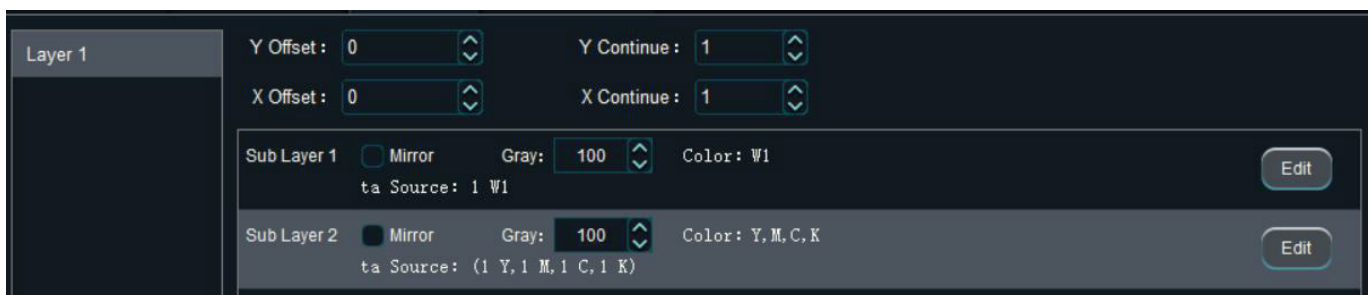 Layer 1
Y Offset： 0 Y Continue： 1
X Offset： 0 X Continue： 1
Sub Layer 1 Mirror Gray: 100 Color: W1 Edit
ta Source: 1 W1
Sub Layer 2 Mirror Gray: 100 Color: Y,M,C,K Edit
ta Source: (1 Y,1 M,1 C,1 K)